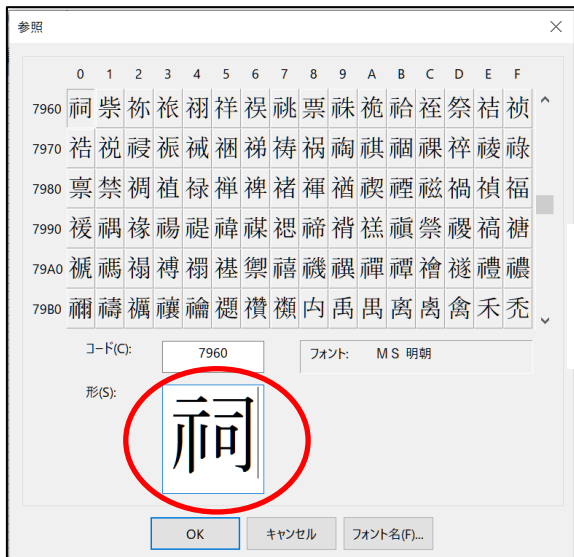 参照
0 1 2 3 4 5 6 7 8 9 A B C D E F
7960 祠 祡 祢 祣 祤 祥 祦 祧 票 祩 祪 祫 祬 祭 祮 祯
7970 祰 祱 祲 祳 祴 祵 祶 祷 祸 祹 祺 祻 祼 祽 祾 祿
7980 禀 禁 禂 禃 禄 禅 禆 禇 禈 禉 禊 禋 禌 禍 禎 福
7990 禐 禑 禒 禓 禔 禕 禖 禗 禘 禙 禚 禛 禜 禝 禞 禟
79A0 禠 禡 禢 禣 禤 禥 禦 禧 禨 禩 禪 禫 禬 禭 禮 禯
79B0 禰 禱 禲 禳 禴 禵 禶 禷 禸 禹 禺 离 禼 禽 禾 禿
コード(C): 7960 フォント: ＭＳ 明朝
形(S): 祠
OK キャンセル フォント名(F)...